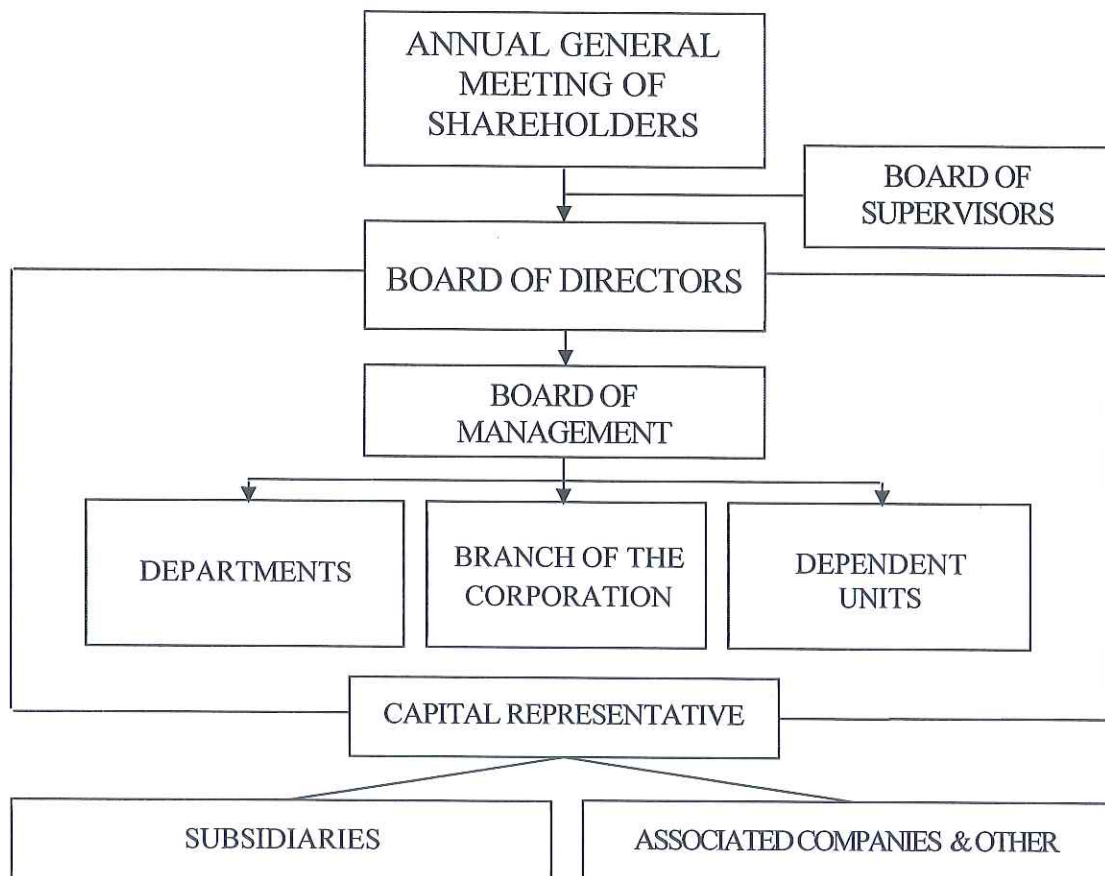 ANNUAL GENERAL
MEETING OF
SHAREHOLDERS
BOARD OF
SUPERVISORS
BOARD OF DIRECTORS
BOARD OF
MANAGEMENT
DEPARTMENTS
BRANCH OF THE
CORPORATION
DEPENDENT
UNITS
CAPITAL REPRESENTATIVE
SUBSIDIARIES
ASSOCIATED COMPANIES & OTHER